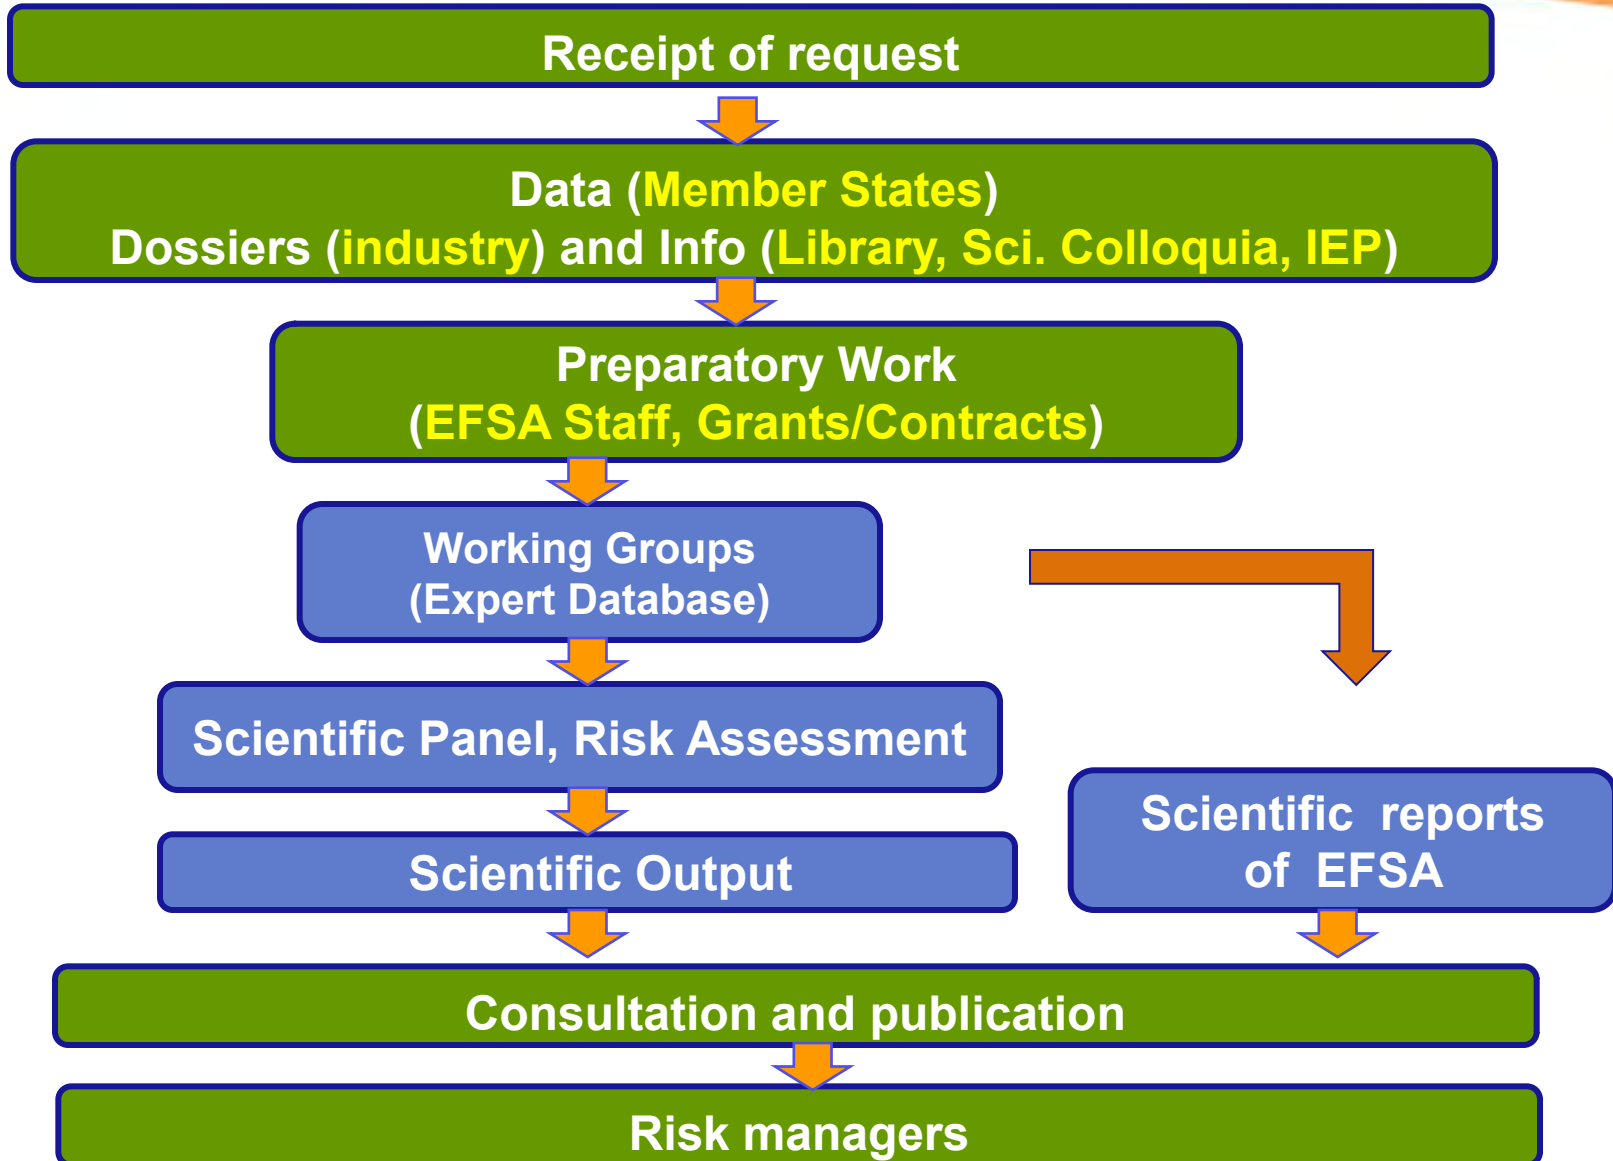 Receipt of request
Data (Member States)
Dossiers (industry) and Info (Library, Sci. Colloquia, IEP)
Preparatory Work
(EFSA Staff, Grants/Contracts)
Working Groups
(Expert Database)
Scientific Panel, Risk Assessment
Scientific Output
Scientific reports
of EFSA
Consultation and publication
Risk managers